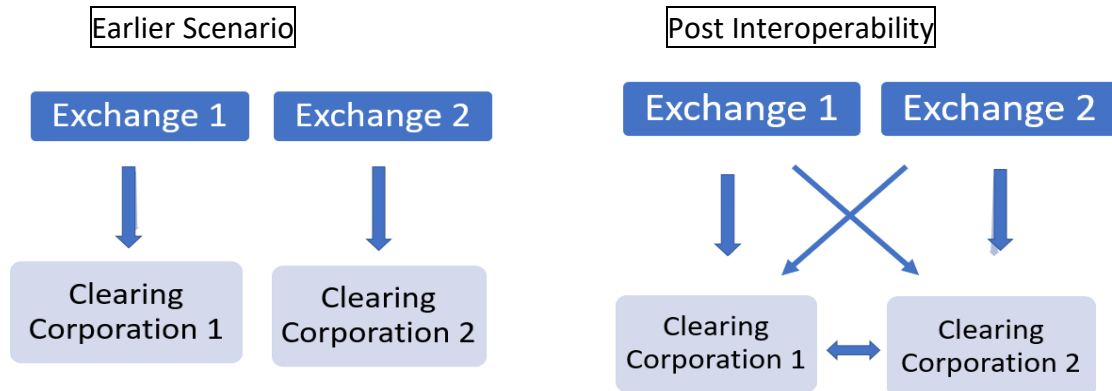 Earlier Scenario
Exchange 1
Exchange 2
Clearing
Corporation 1
Clearing
Corporation 2
Post Interoperability
Exchange 1
Exchange 2
Clearing
Corporation 1
Clearing
Corporation 2